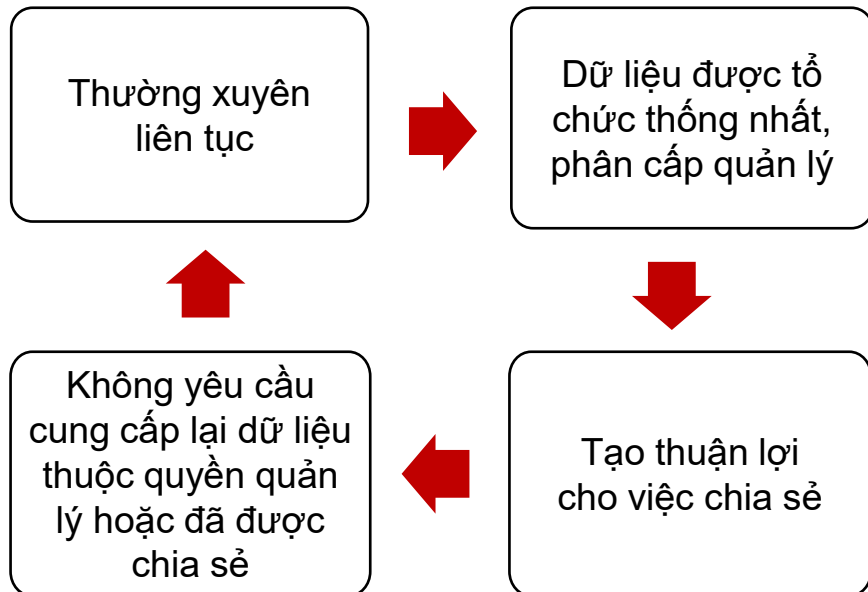 Thường xuyên
liên tục
Dữ liệu được tổ
chức thống nhất,
phân cấp quản lý
Không yêu cầu
cung cấp lại dữ liệu
thuộc quyền quản
lý hoặc đã được
chia sẻ
Tạo thuận lợi
cho việc chia sẻ